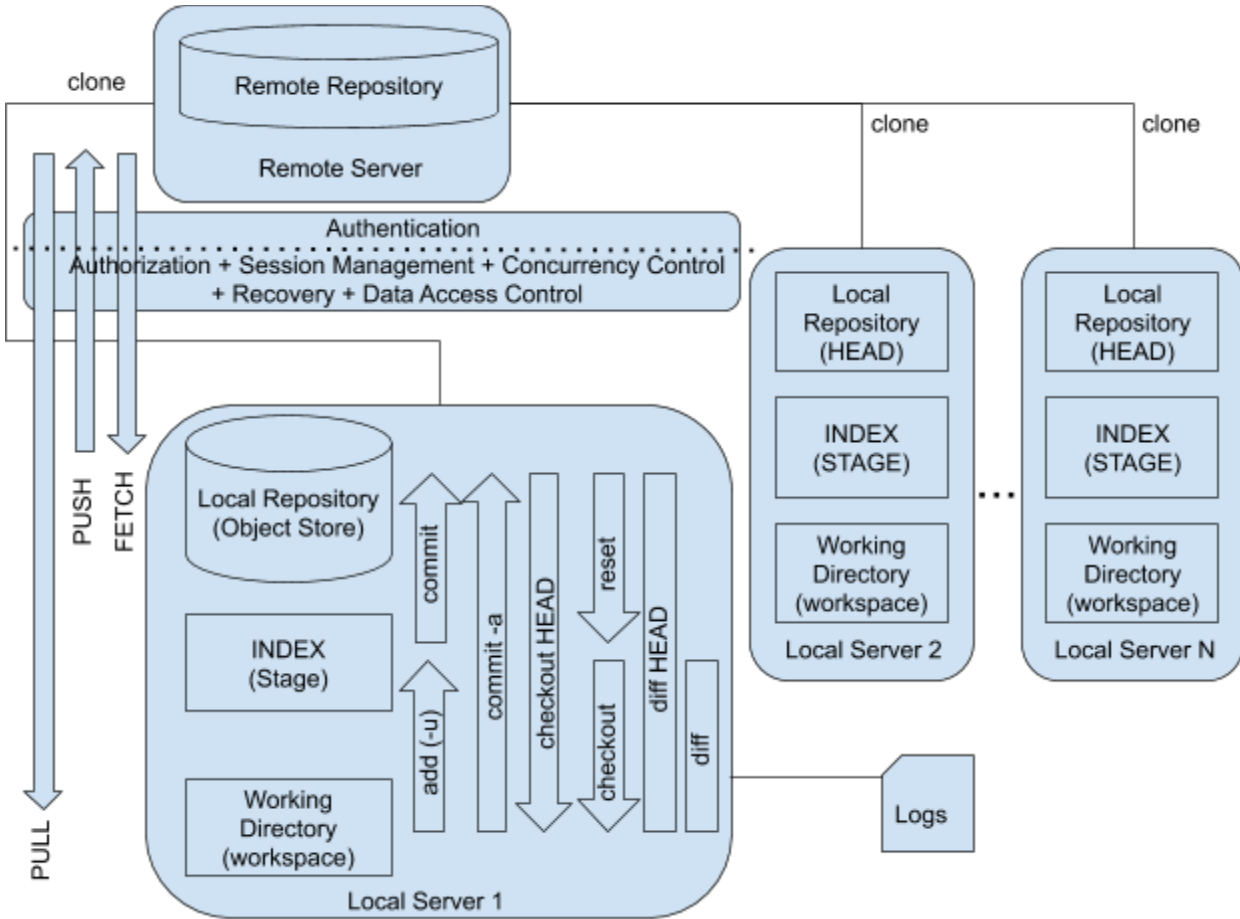 clone
Remote Repository
Remote Server
clone
clone
Authentication
Authorization + Session Management + Concurrency Control
+ Recovery + Data Access Control
PULL
PUSH
FETCH
Local Repository
(Object Store)
INDEX
(Stage)
Working
Directory
(workspace)
commit
add (-u)
commit -a
checkout HEAD
reset
checkout
diff HEAD
diff
Local Server 1
Local
Repository
(HEAD)
INDEX
(STAGE)
Working
Directory
(workspace)
Local Server 2
...
Local
Repository
(HEAD)
INDEX
(STAGE)
Working
Directory
(workspace)
Local Server N
Logs